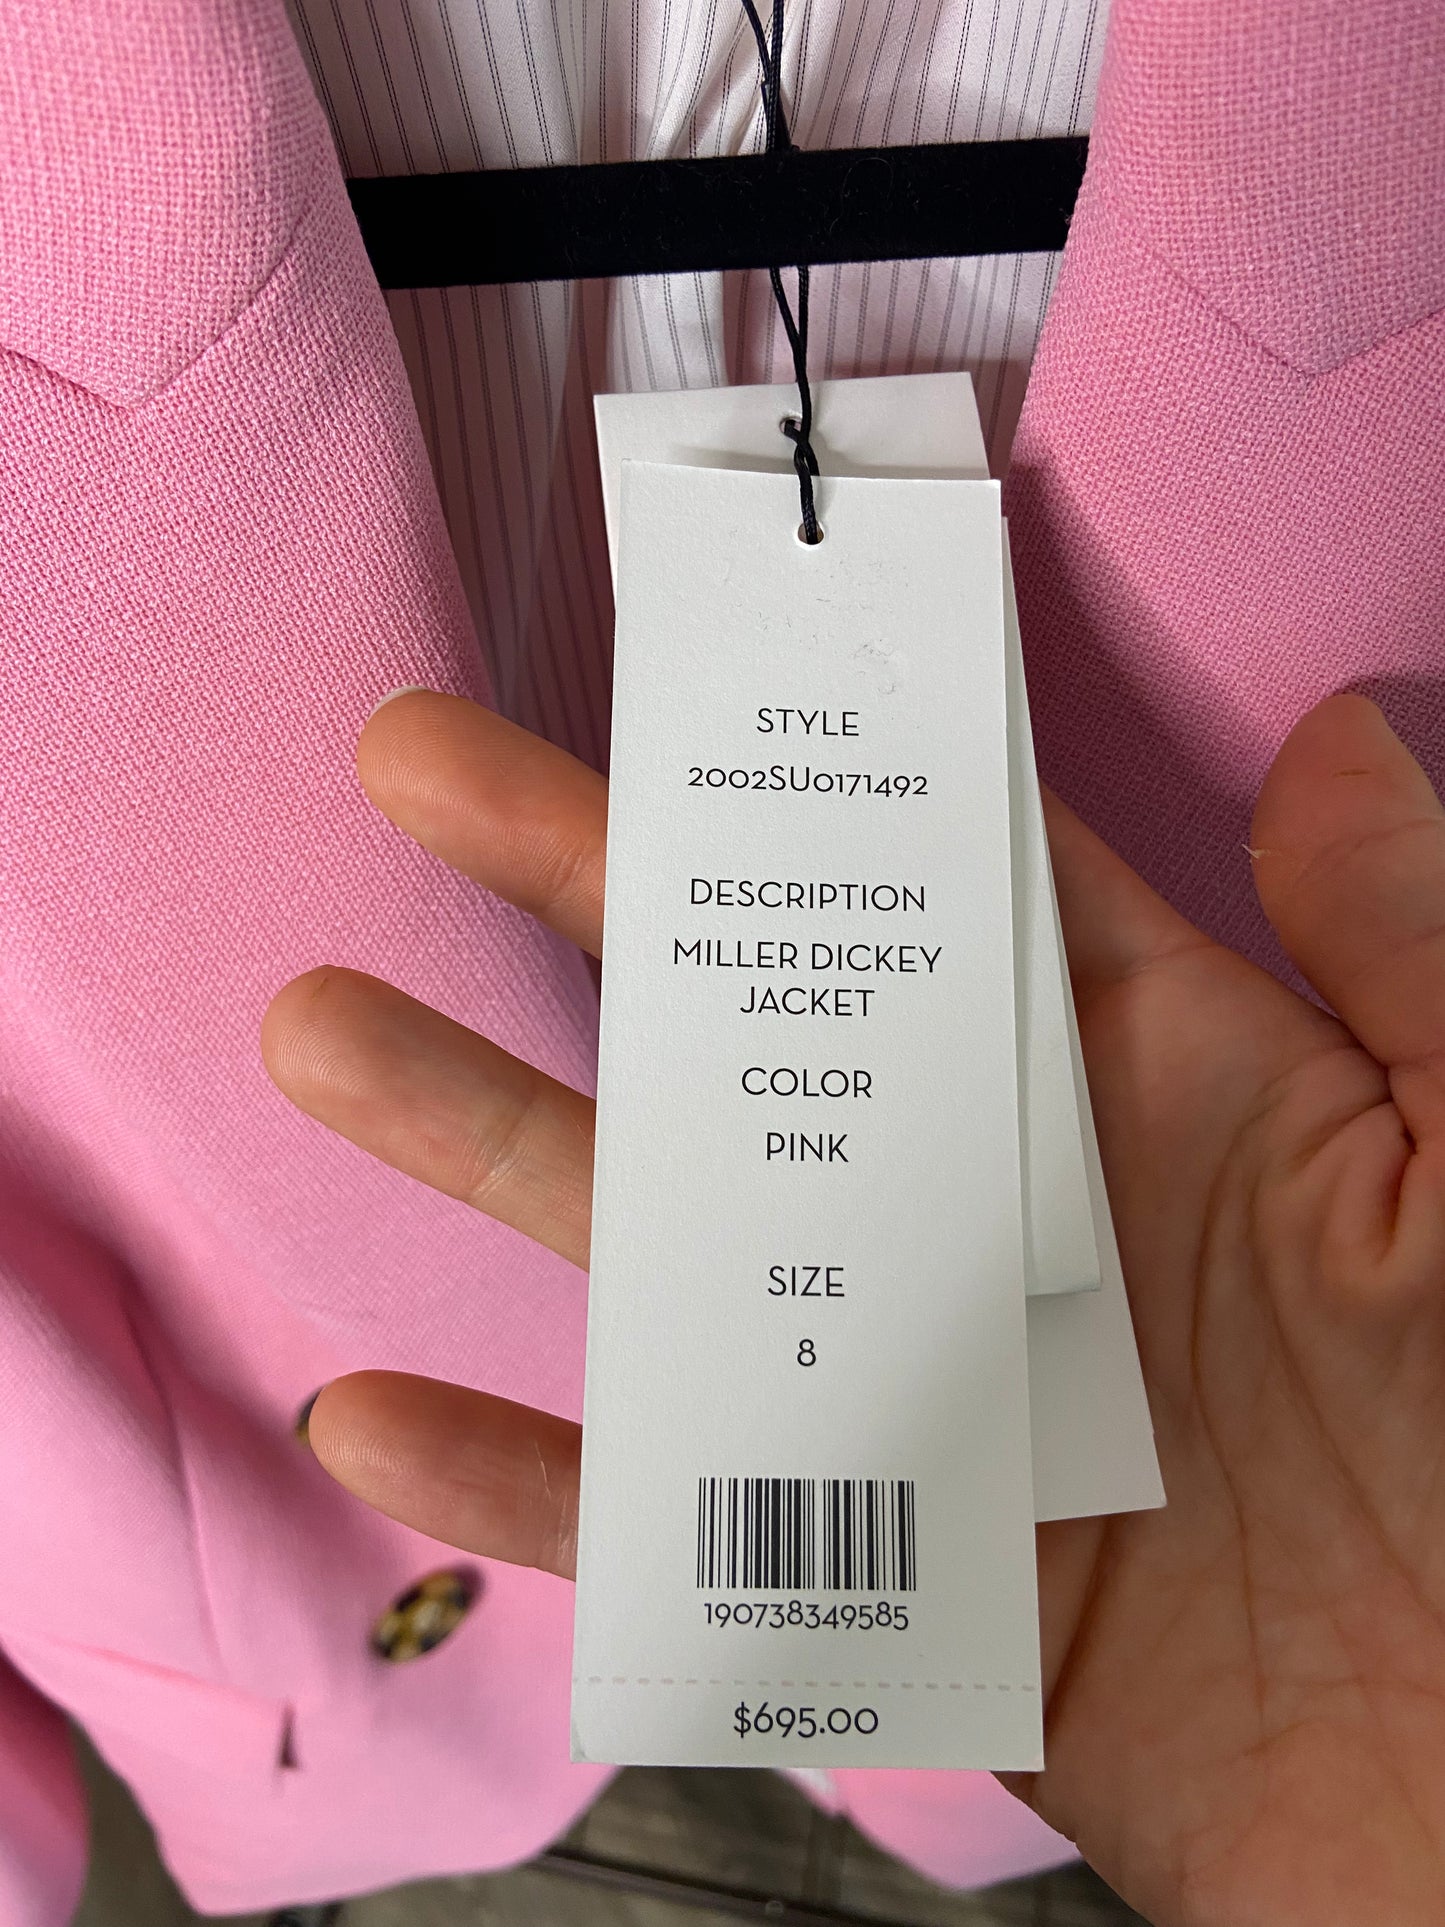 STYLE
2002SU0171492
DESCRIPTION
MILLER DICKEY
JACKET
COLOR
PINK
SIZE
8
190738349585
$695.00